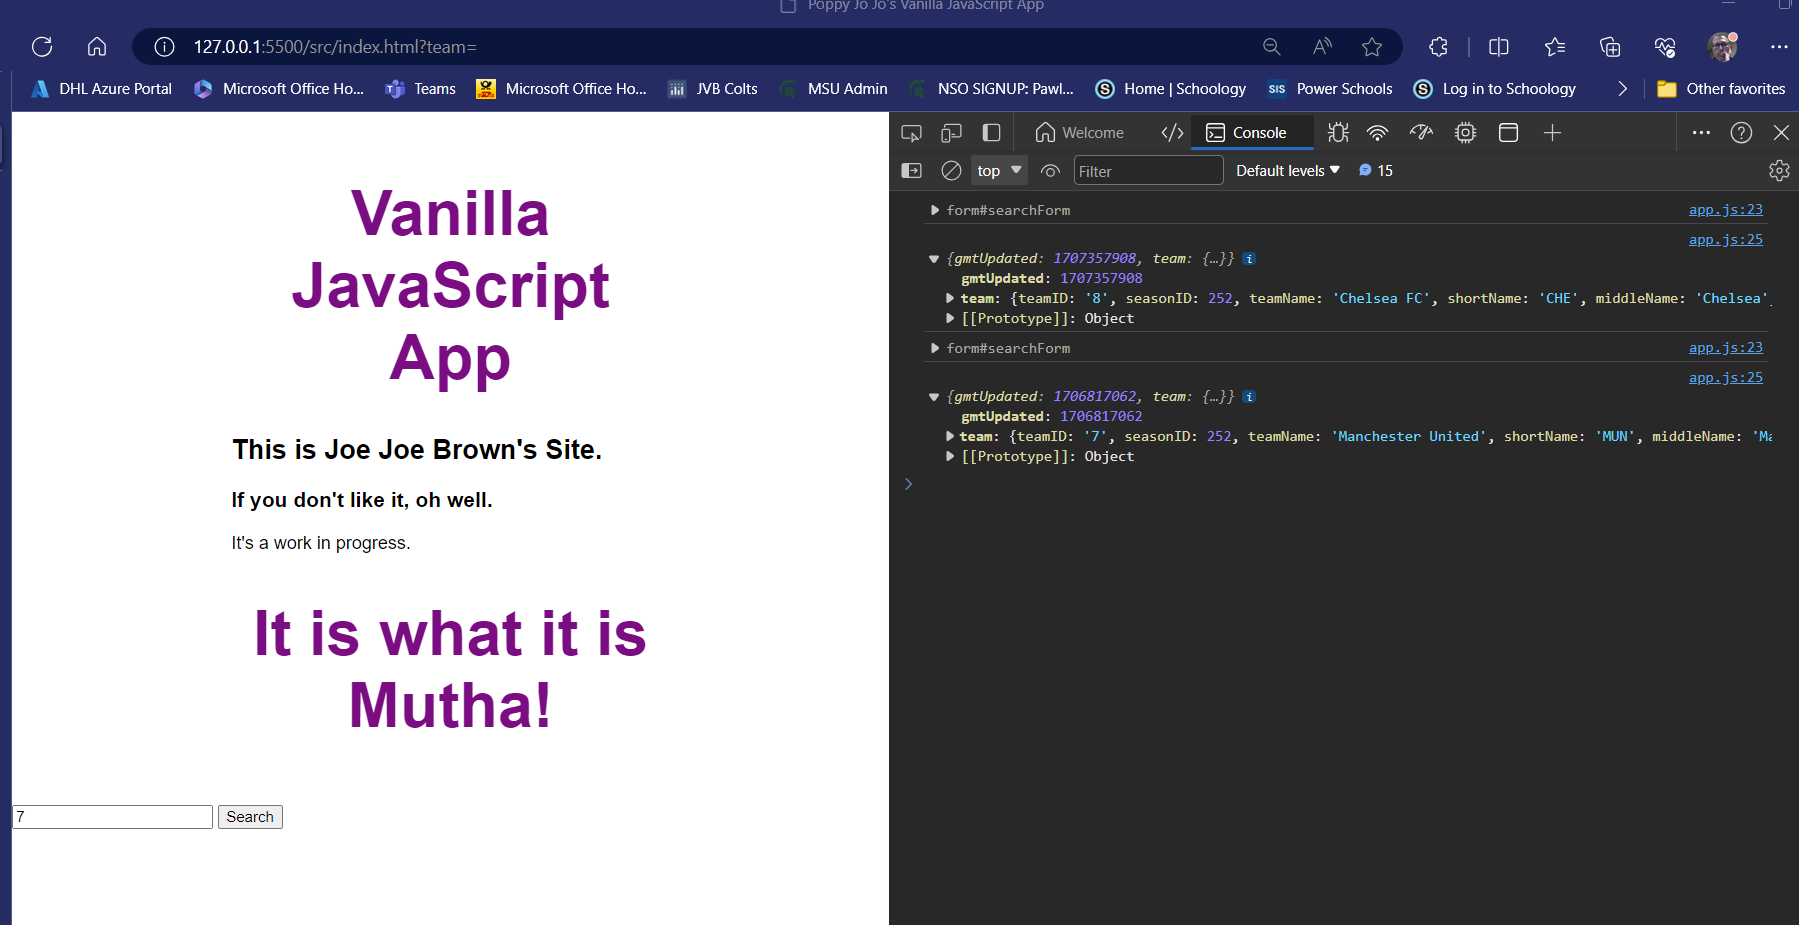 Poppy Jo Jo's Vanilla JavaScript App
127.0.0.1:5500/src/index.html?team=
DHL Azure Portal
Microsoft Office Ho...
Teams
Microsoft Office Ho...
JVB Colts
MSU Admin
NSO SIGNUP: Pawl...
Home | Schoology
SIS
Power Schools
Log in to Schoology
Other favorites
Vanilla
JavaScript
App
This is Joe Joe Brown's Site.
If you don't like it, oh well.
It's a work in progress.
It is what it is
Mutha!
7
Search
Welcome
Console
top
Filter
Default levels
15
form#searchForm
app.js:23
app.js:25
{gmtUpdated: 1707357908, team: {…}}
gmtUpdated: 1707357908
team: {teamID: '8', seasonID: 252, teamName: 'Chelsea FC', shortName: 'CHE', middleName: 'Chelsea',
[[Prototype]]: Object
form#searchForm
app.js:23
app.js:25
{gmtUpdated: 1706817062, team: {…}}
gmtUpdated: 1706817062
team: {teamID: '7', seasonID: 252, teamName: 'Manchester United', shortName: 'MUN', middleName: 'Ma
[[Prototype]]: Object